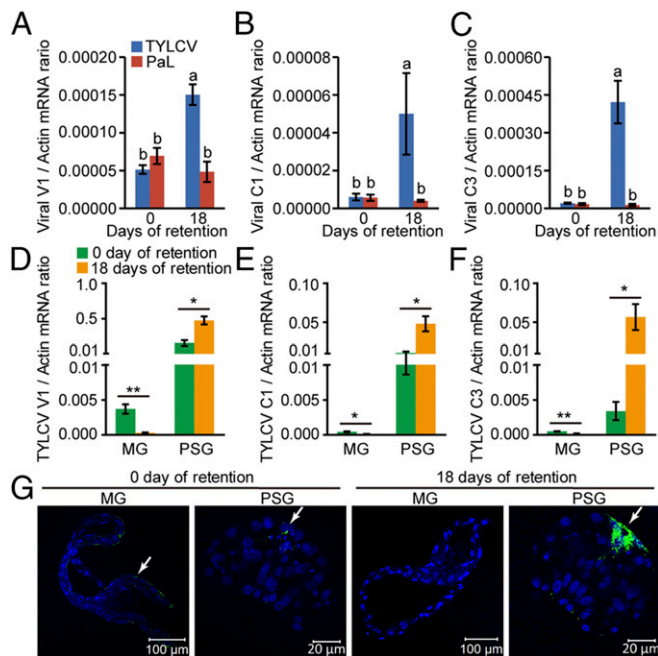 A
B
C
TYLCV
PaL
Viral V1 / Actin mRNA rario
0.00020
0.00015
0.00010
0.00005
0.00000
b b a b
0 18
Days of retention
Viral C1 / Actin mRNA ratio
0.00008
0.00006
0.00004
0.00002
0.00000
b b a b
0 18
Days of retention
Viral C3 / Actin mRNA ratio
0.00060
0.00045
0.00030
0.00015
0.00000
b b a b
0 18
Days of retention
D
E
F
0 day of retention
18 days of retention
TYLCV V1 / Actin mRNA ratio
1.0
0.5
0.01
0.005
0.000
** *
MG PSG
TYLCV C1 / Actin mRNA ratio
0.10
0.05
0.01
0.005
0.000
* *
MG PSG
TYLCV C3 / Actin mRNA ratio
0.10
0.05
0.01
0.005
0.000
** *
MG PSG
G
0 day of retention 18 days of retention
MG PSG MG PSG
100 μm 20 μm 100 μm 20 μm